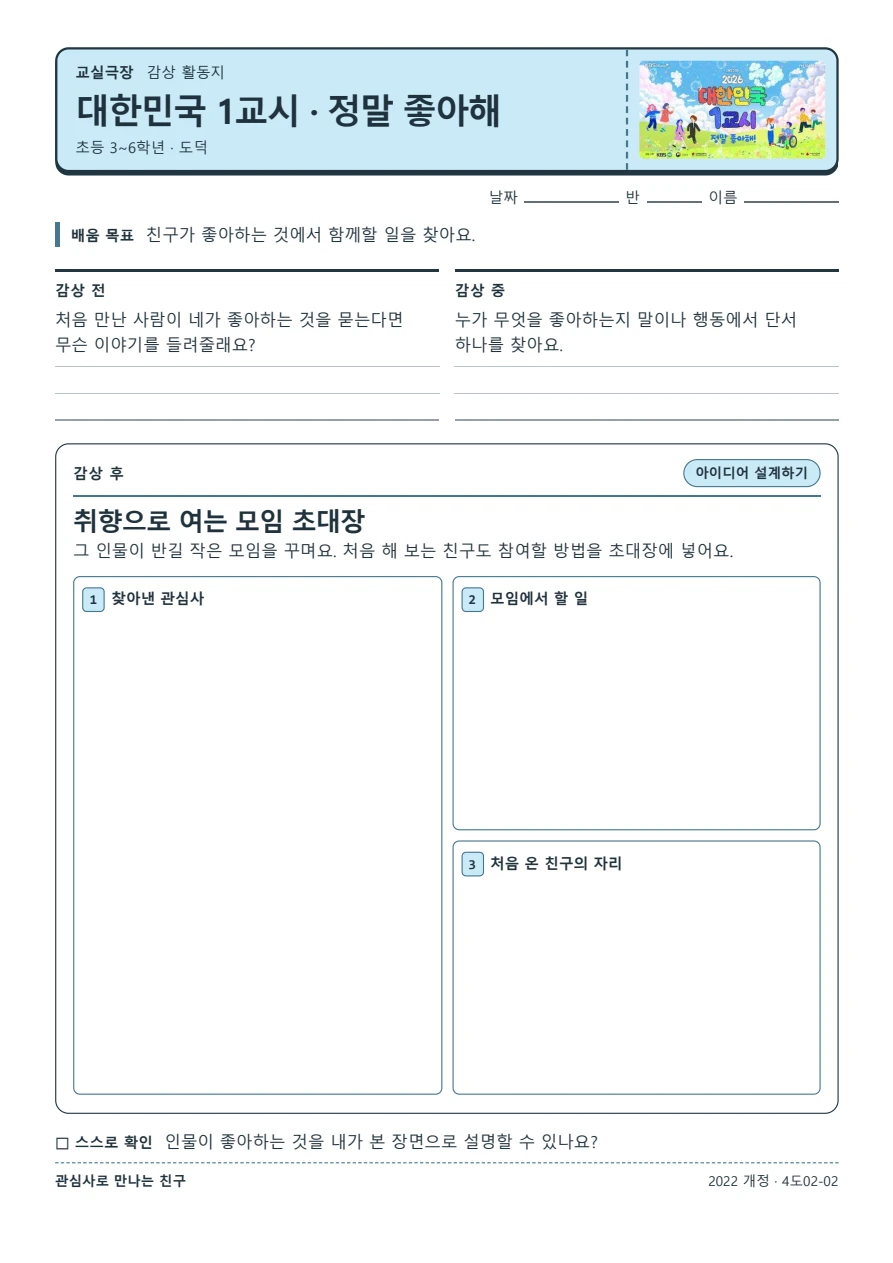 교실극장 감상 활동지
대한민국 1교시 · 정말 좋아해
초등 3~6학년 · 도덕
2026
대한민국
1교시
정말 좋아해!
날짜 반 이름
배움 목표 친구가 좋아하는 것에서 함께할 일을 찾아요.
감상 전
처음 만난 사람이 네가 좋아하는 것을 묻는다면
무슨 이야기를 들려줄래요?
감상 중
누가 무엇을 좋아하는지 말이나 행동에서 단서
하나를 찾아요.
감상 후
아이디어 설계하기
취향으로 여는 모임 초대장
그 인물이 반길 작은 모임을 꾸며요. 처음 해 보는 친구도 참여할 방법을 초대장에 넣어요.
1 찾아낸 관심사
2 모임에서 할 일
3 처음 온 친구의 자리
□ 스스로 확인 인물이 좋아하는 것을 내가 본 장면으로 설명할 수 있나요?
관심사로 만나는 친구
2022 개정 · 4도02-02